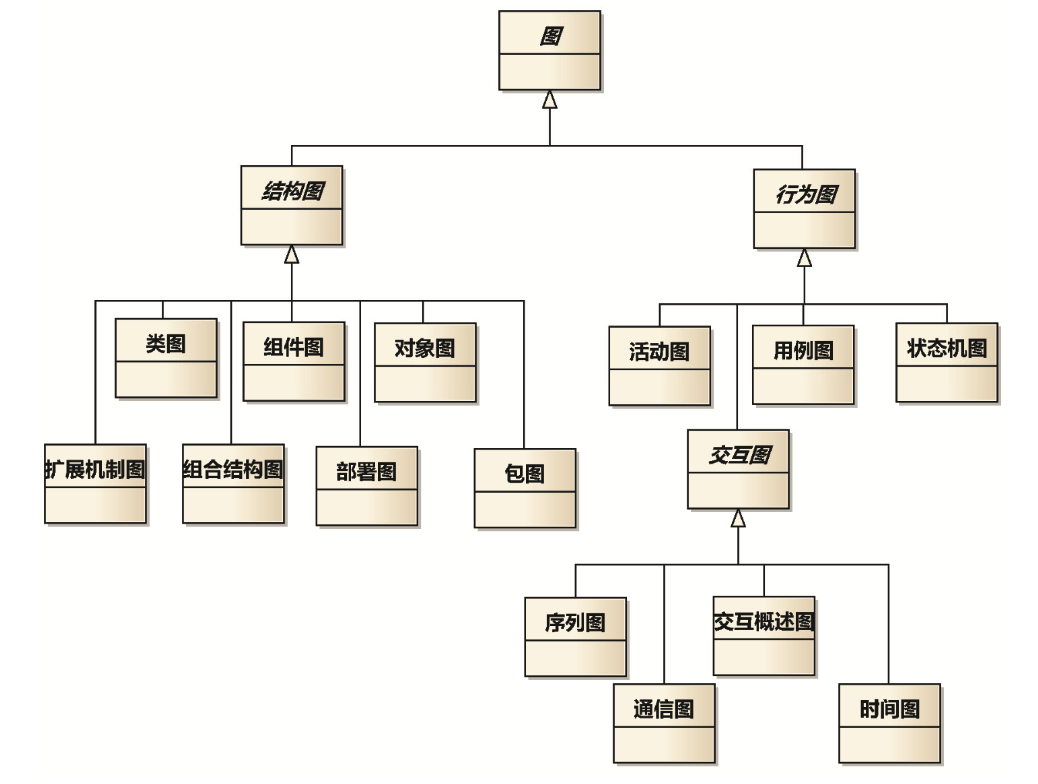 图
结构图
行为图
类图
组件图
对象图
活动图
用例图
状态机图
扩展机制图
组合结构图
部署图
包图
交互图
序列图
交互概述图
通信图
时间图